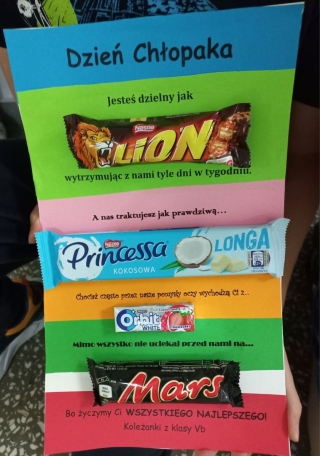 Dzień Chłopaka
Jesteś dzielny jak
Nestlé
LION
wytrzymując z nami tyle dni w tygodniu.
A nas traktujesz jak prawdziwą...
Nestlé
Princessa LONGA
KOKOSOWA
Chociaż często przez nasze pomysły oczy wychodzą Ci z...
Orbit
WHITE
Mimo wszystko nie uciekaj przed nami na...
Mars
Bo życzymy Ci WSZYSTKIEGO NAJLEPSZEGO!
Koleżanki z klasy Vb